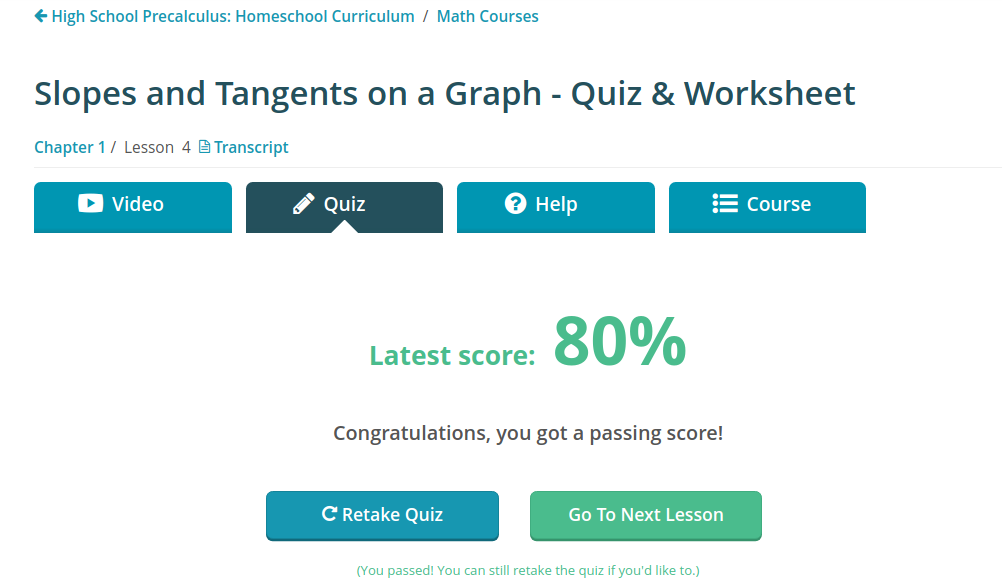 High School Precalculus: Homeschool Curriculum / Math Courses
Slopes and Tangents on a Graph - Quiz & Worksheet
Chapter 1 / Lesson 4 Transcript
Video Quiz Help Course
Latest score: 80%
Congratulations, you got a passing score!
Retake Quiz Go To Next Lesson
(You passed! You can still retake the quiz if you'd like to.)